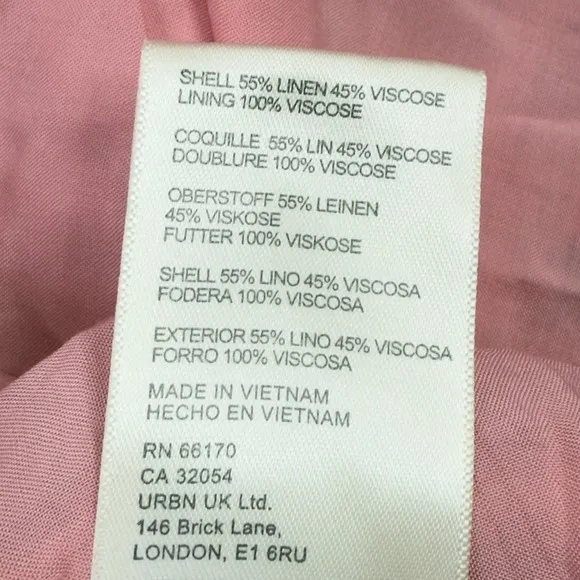 SHELL 55% LINEN 45% VISCOSE
LINING 100% VISCOSE
COQUILLE 55% LIN 45% VISCOSE
DOUBLURE 100% VISCOSE
OBERSTOFF 55% LEINEN
45% VISKOSE
FUTTER 100% VISKOSE
SHELL 55% LINO 45% VISCOSA
FODERA 100% VISCOSA
EXTERIOR 55% LINO 45% VISCOSA
FORRO 100% VISCOSA
MADE IN VIETNAM
HECHO EN VIETNAM
RN 66170
CA 32054
URBN UK Ltd.
146 Brick Lane,
LONDON, E1 6RU